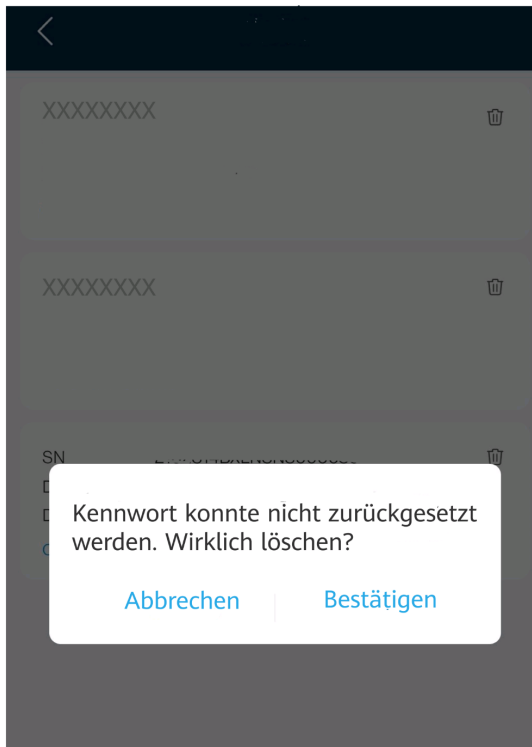 XXXXXXXX
XXXXXXXX
SN
Kennwort konnte nicht zurückgesetzt
werden. Wirklich löschen?
Abbrechen Bestätigen